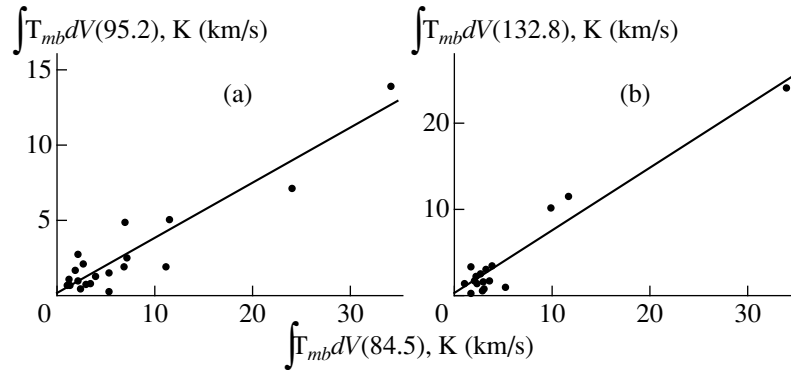 ∫T_mb dV(95.2), K (km/s)
∫T_mb dV(132.8), K (km/s)
15
(a)
(b)
20
10
10
5
0
10
20
30
0
10
20
30
∫T_mb dV(84.5), K (km/s)